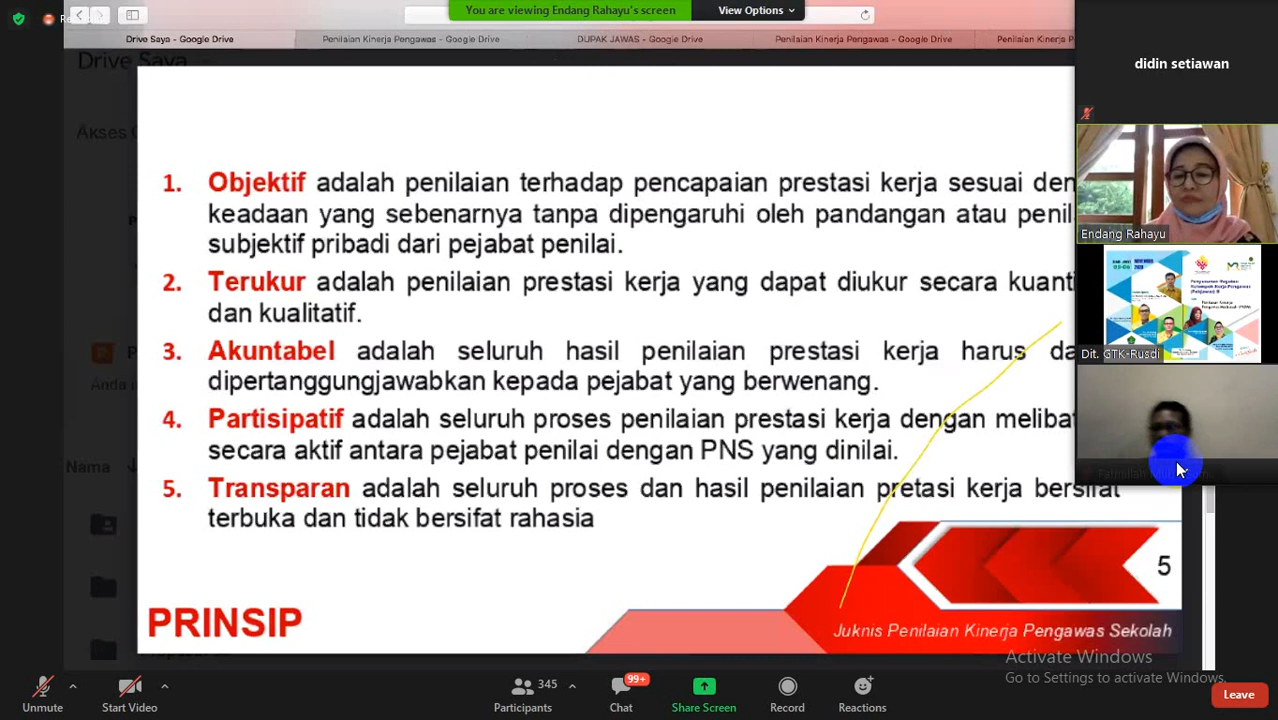 You are viewing Endang Rahayu's screen
View Options
Drive Saya - Google Drive
Penilaian Kinerja Pengawas - Google Drive
DUPAK JAWAS - Google Drive
Penilaian Kinerja Pengawas - Google Drive
Penilaian Kinerja P
Drive Saya
didin setiawan
Akses
1. Objektif adalah penilaian terhadap pencapaian prestasi kerja sesuai den
keadaan yang sebenarnya tanpa dipengaruhi oleh pandangan atau penil
subjektif pribadi dari pejabat penilai.
2. Terukur adalah penilaian prestasi kerja yang dapat diukur secara kuanti
dan kualitatif.
3. Akuntabel adalah seluruh hasil penilaian prestasi kerja harus da
dipertanggungjawabkan kepada pejabat yang berwenang.
4. Partisipatif adalah seluruh proses penilaian prestasi kerja dengan melibat
secara aktif antara pejabat penilai dengan PNS yang dinilai.
5. Transparan adalah seluruh proses dan hasil penilaian pretasi kerja bersifat
terbuka dan tidak bersifat rahasia
PRINSIP
5
Juknis Penilaian Kinerja Pengawas Sekolah
Endang Rahayu
Dit. GTK-Rusdi
Nama
Activate Windows
Go to Settings to activate Windows.
Unmute
Start Video
345
Participants
99+
Chat
Share Screen
Record
Reactions
Leave